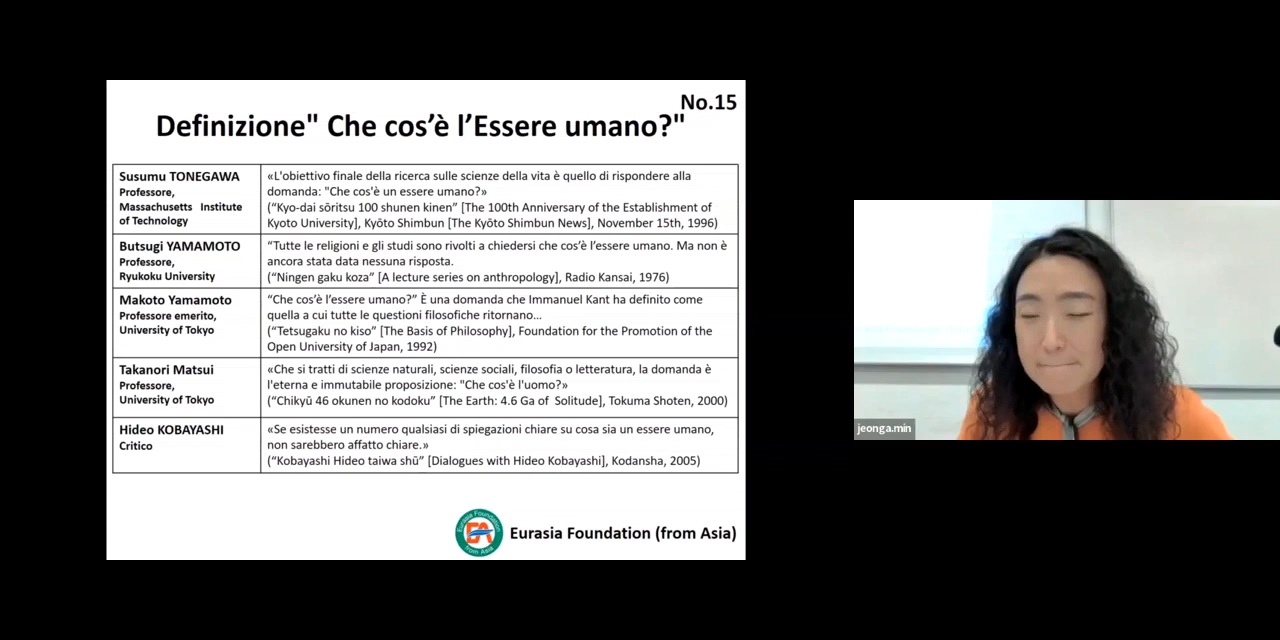 No.15
Definizione" Che cos’è l’Essere umano?"
Susumu TONEGAWA
Professore,
Massachusetts Institute
of Technology
«L'obiettivo finale della ricerca sulle scienze della vita è quello di rispondere alla
domanda: "Che cos'è un essere umano?»
(“Kyo-dai sōritsu 100 shunen kinen” [The 100th Anniversary of the Establishment of
Kyoto University], Kyōto Shimbun [The Kyōto Shimbun News], November 15th, 1996)
Butsugi YAMAMOTO
Professore,
Ryukoku University
“Tutte le religioni e gli studi sono rivolti a chiedersi che cos’è l’essere umano. Ma non è
ancora stata data nessuna risposta.
(“Ningen gaku koza” [A lecture series on anthropology], Radio Kansai, 1976)
Makoto Yamamoto
Professore emerito,
University of Tokyo
“Che cos’è l’essere umano?” È una domanda che Immanuel Kant ha definito come
quella a cui tutte le questioni filosofiche ritornano…
(“Tetsugaku no kiso” [The Basis of Philosophy], Foundation for the Promotion of the
Open University of Japan, 1992)
Takanori Matsui
Professore,
University of Tokyo
«Che si tratti di scienze naturali, scienze sociali, filosofia o letteratura, la domanda è
l'eterna e immutabile proposizione: "Che cos'è l'uomo?»
(“Chikyū 46 okunen no kodoku” [The Earth: 4.6 Ga of Solitude], Tokuma Shoten, 2000)
Hideo KOBAYASHI
Critico
«Se esistesse un numero qualsiasi di spiegazioni chiare su cosa sia un essere umano,
non sarebbero affatto chiare.»
(“Kobayashi Hideo taiwa shū” [Dialogues with Hideo Kobayashi], Kodansha, 2005)
Eurasia Foundation
EA
from Asia
Eurasia Foundation (from Asia)
jeonga.min